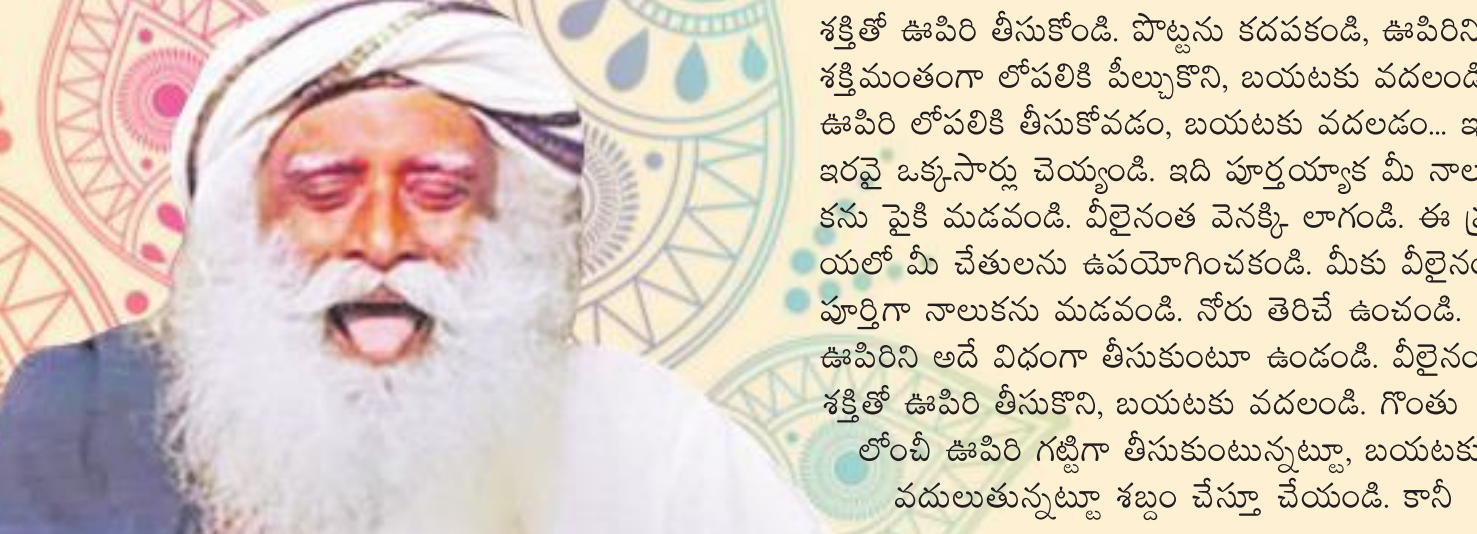 శక్తితో ఊపిరి తీసుకోండి. పొట్టను కదపకండి, ఊపిరిని
శక్తిమంతంగా లోపలికి పీల్చుకొని, బయటకు వదలండి
ఊపిరి లోపలికి తీసుకోవడం, బయటకు వదలడం...
ఇరవై ఒక్కసార్లు చెయ్యండి. ఇది పూర్తయ్యాక మీ
కను పైకి మడవండి. వీలైనంత వెనక్కి లాగండి. ఈ
యలో మీ చేతులను ఉపయోగించకండి. మీకు
పూర్తిగా నాలుకను మడవండి. నోరు తెరిచే ఉంచండి.
ఊపిరిని అదే విధంగా తీసుకుంటూ ఉండండి.
శక్తితో ఊపిరి తీసుకొని, బయటకు వదలండి. గొంతు
లోంచీ ఊపిరి గట్టిగా తీసుకుంటున్నట్టూ, బయటకు
వదులుతున్నట్టూ శబ్దం చేస్తూ చేయండి. కానీ